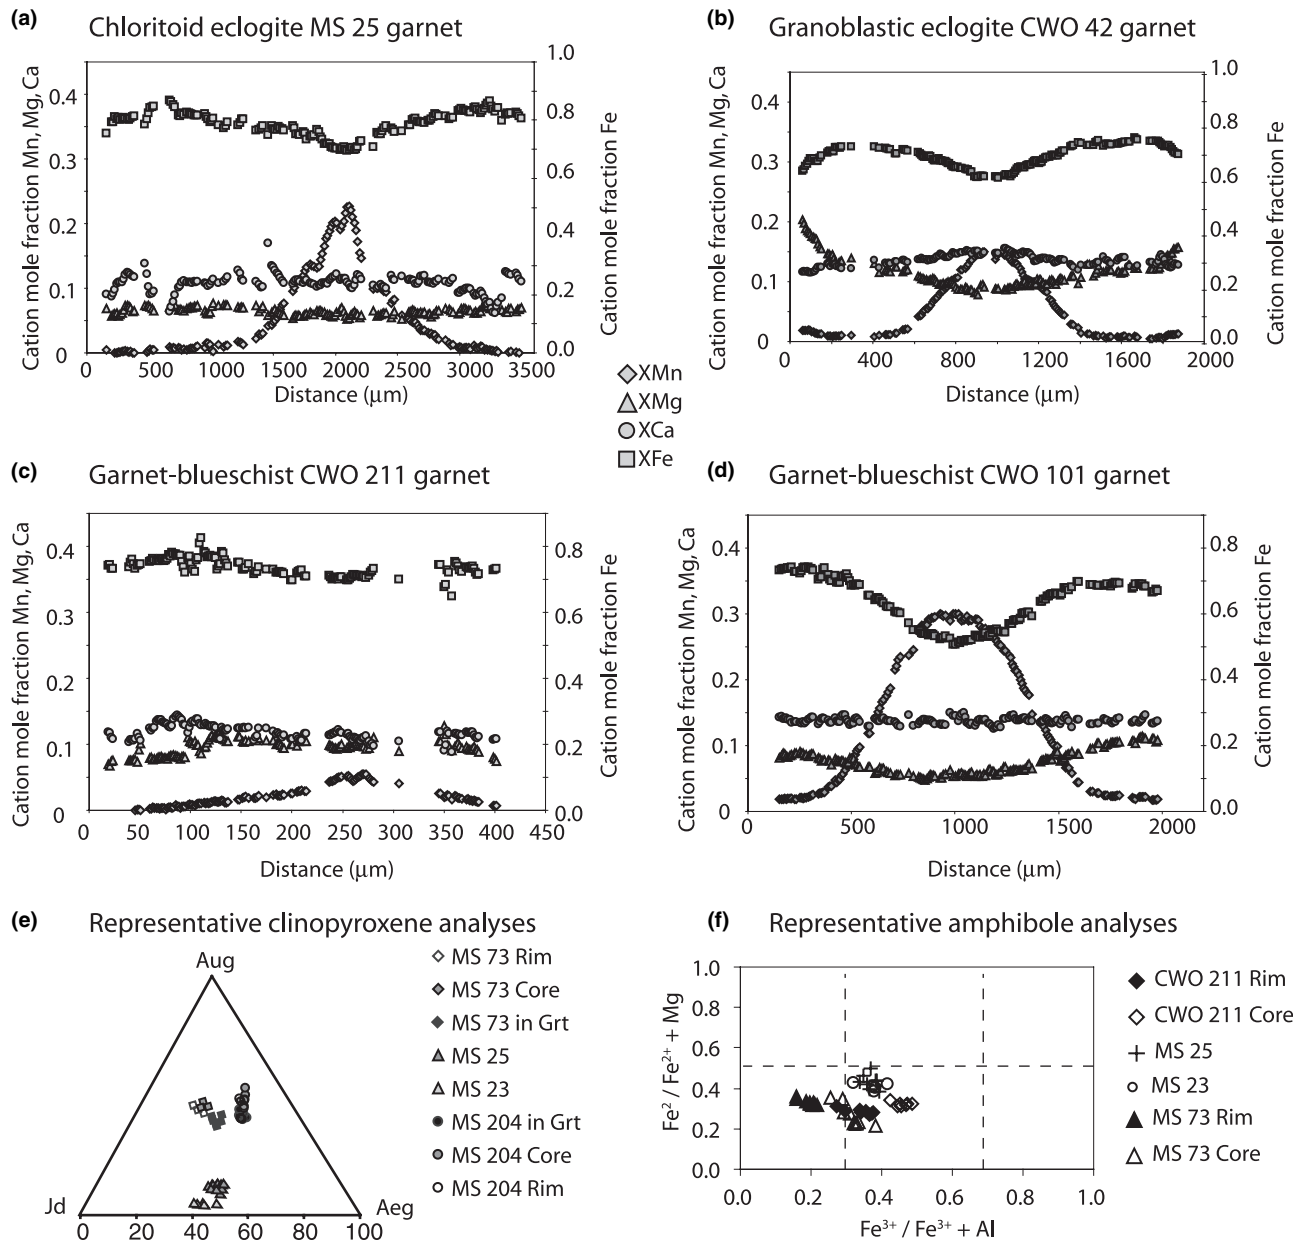 (a) Chloritoid eclogite MS 25 garnet
Cation mole fraction Mn, Mg, Ca
0.4
0.3
0.2
0.1
0
1.0
0.8
0.6
0.4
0.2
0.0
Cation mole fraction Fe
0 500 1000 1500 2000 2500 3000 3500
Distance (μm)
(b) Granoblastic eclogite CWO 42 garnet
Cation mole fraction Mn, Mg, Ca
0.4
0.3
0.2
0.1
0
1.0
0.8
0.6
0.4
0.2
0.0
Cation mole fraction Fe
0 400 800 1200 1600 2000
Distance (μm)
XMn
XMg
XCa
XFe
(c) Garnet-blueschist CWO 211 garnet
Cation mole fraction Mn, Mg, Ca
0.4
0.3
0.2
0.1
0
0.8
0.6
0.4
0.2
0.0
Cation mole fraction Fe
0 50 100 150 200 250 300 350 400 450
Distance (μm)
(d) Garnet-blueschist CWO 101 garnet
Cation mole fraction Mn, Mg, Ca
0.4
0.3
0.2
0.1
0
0.8
0.6
0.4
0.2
0.0
Cation mole fraction Fe
0 500 1000 1500 2000
Distance (μm)
(e) Representative clinopyroxene analyses
Aug
Jd
Aeg
0 20 40 60 80 100
MS 73 Rim
MS 73 Core
MS 73 in Grt
MS 25
MS 23
MS 204 in Grt
MS 204 Core
MS 204 Rim
(f) Representative amphibole analyses
Fe² / Fe²⁺ + Mg
1.0
0.8
0.6
0.4
0.2
0.0
0.0 0.2 0.4 0.6 0.8 1.0
Fe³⁺ / Fe³⁺ + Al
CWO 211 Rim
CWO 211 Core
MS 25
MS 23
MS 73 Rim
MS 73 Core